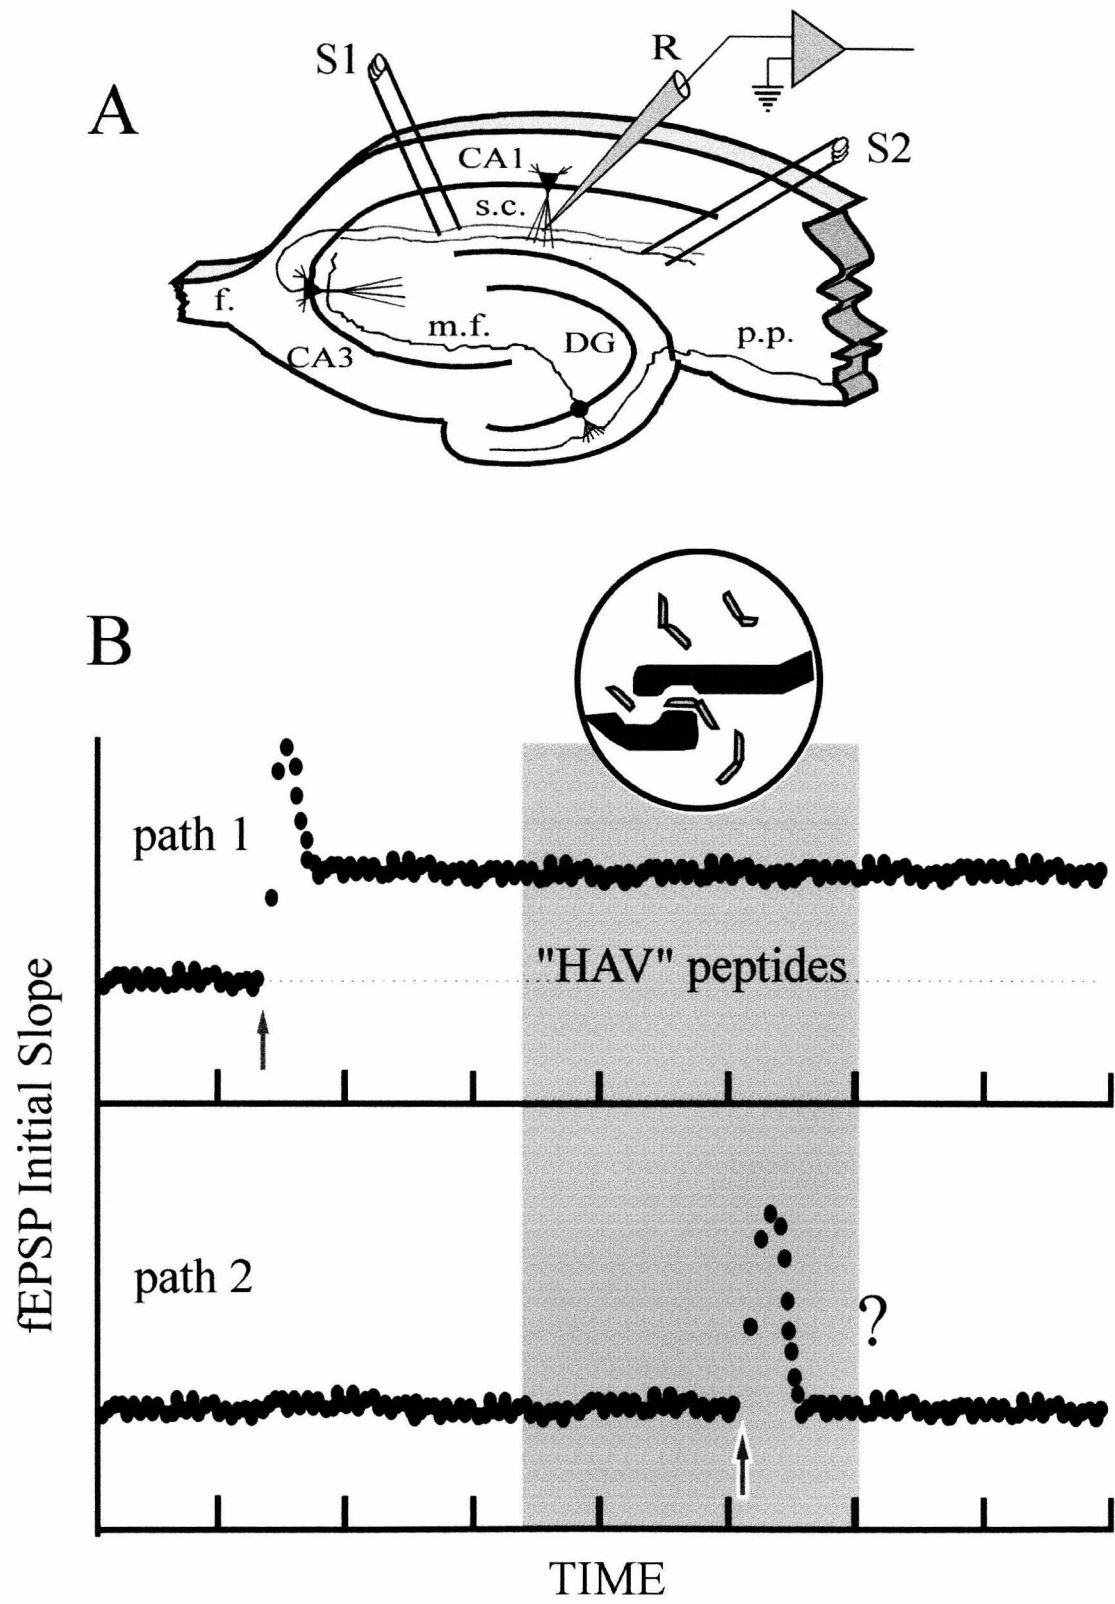 A
S1
R
S2
CA1
s.c.
f.
m.f.
DG
p.p.
CA3
B
path 1
"HAV" peptides
fEPSP Initial Slope
path 2
?
TIME